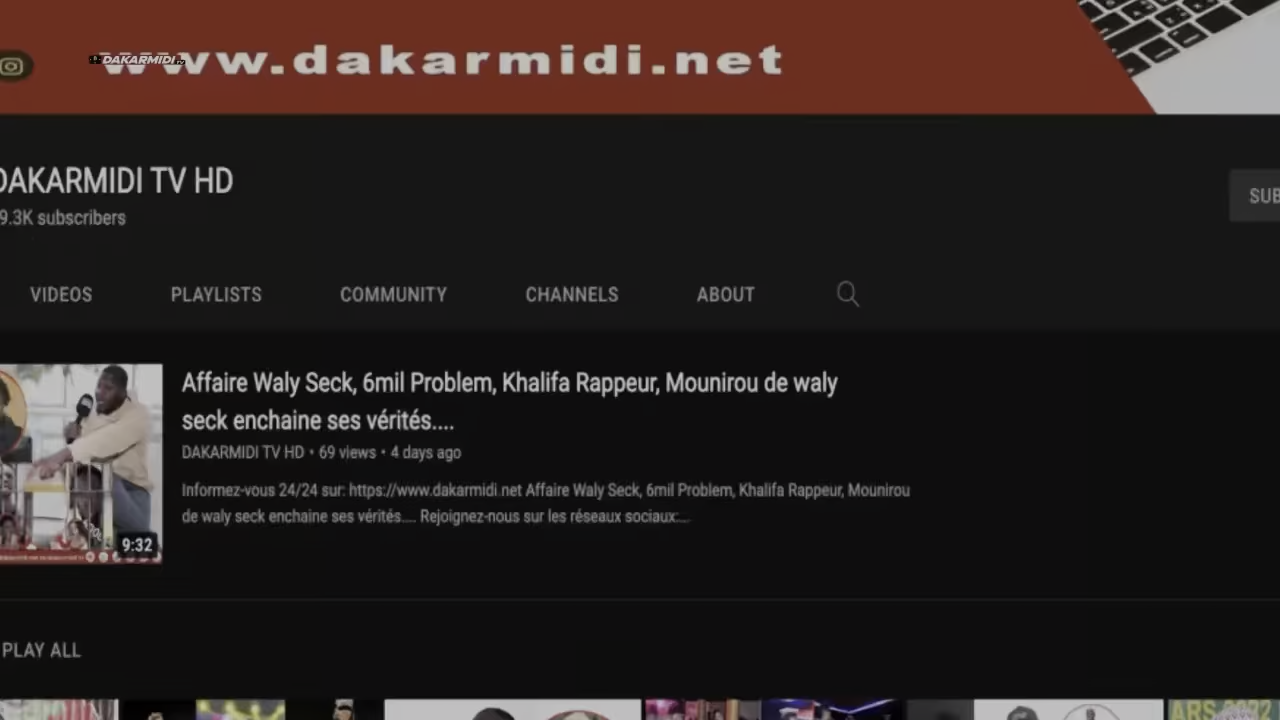 www.dakarmidi.net
DAKARMIDI
DAKARMIDI TV HD
9.3K subscribers
SUB
VIDEOS
PLAYLISTS
COMMUNITY
CHANNELS
ABOUT
Affaire Waly Seck, 6mil Problem, Khalifa Rappeur, Mounirou de waly
seck enchaine ses vérités....
DAKARMIDI TV HD • 69 views • 4 days ago
Informez-vous 24/24 sur: https://www.dakarmidi.net Affaire Waly Seck, 6mil Problem, Khalifa Rappeur, Mounirou
de waly seck enchaine ses vérités.... Rejoignez-nous sur les réseaux sociaux:...
9:32
PLAY ALL
ARS 2022